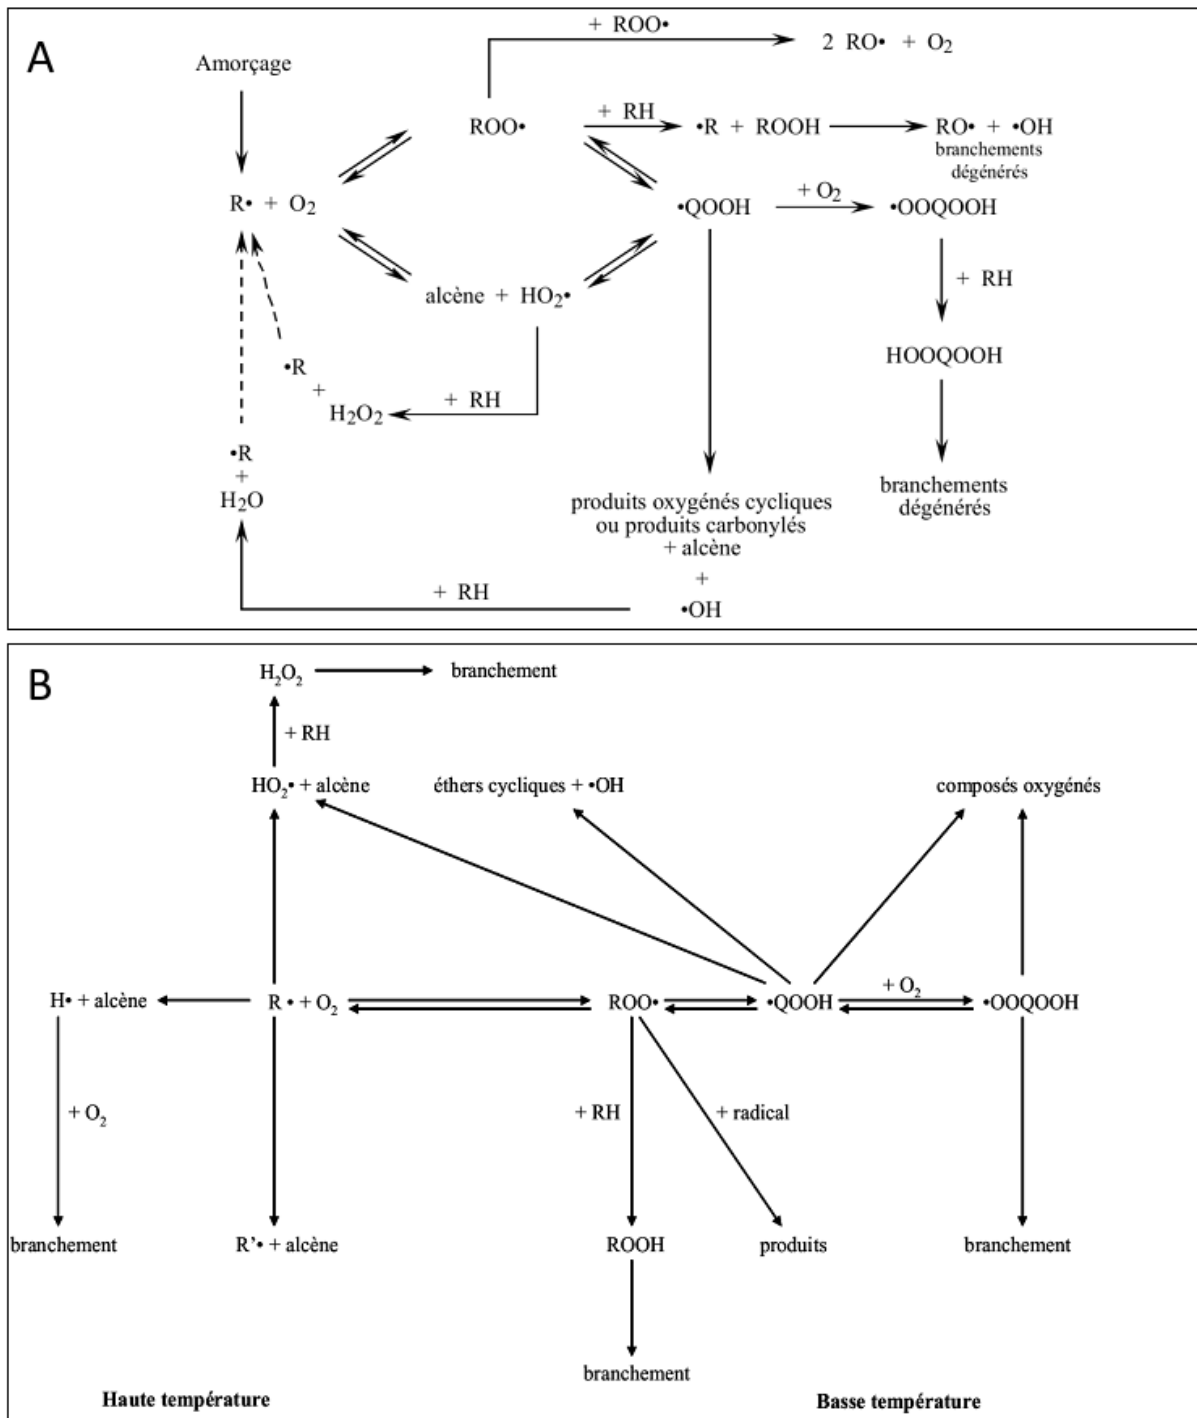 A
Amorçage
+ ROO•
2 RO• + O2
ROO•
+ RH
•R + ROOH
RO• + •OH
branchements
dégénérés
R• + O2
•QOOH
+ O2
•OOQOOH
alcène + HO2•
+ RH
•R
+
H2O2
+ RH
HOOQOOH
•R
+
H2O
produits oxygénés cycliques
ou produits carbonylés
+ alcène
+
•OH
branchements
dégénérés
+ RH
B
H2O2
branchement
+ RH
HO2• + alcène
éthers cycliques + •OH
composés oxygénés
H• + alcène
R • + O2
ROO•
•QOOH
+ O2
•OOQOOH
+ O2
+ RH
+ radical
branchement
R'• + alcène
ROOH
produits
branchement
branchement
Haute température
Basse température